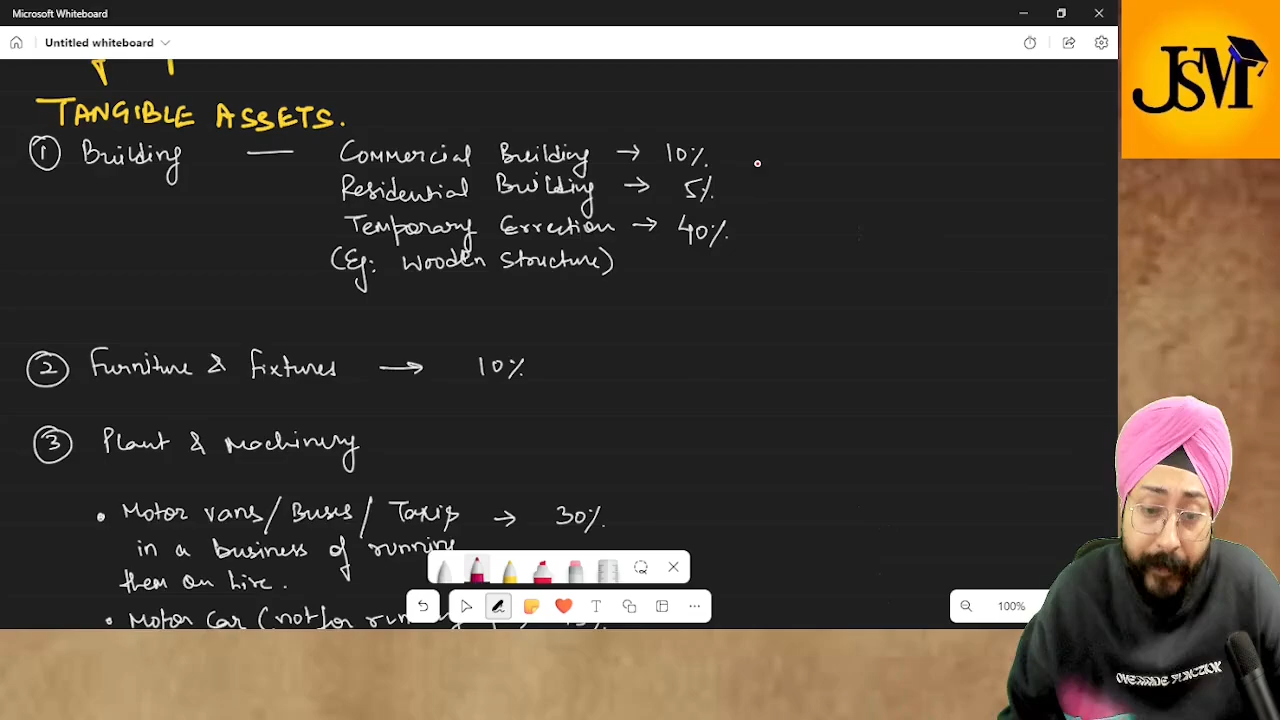 Microsoft Whiteboard
Untitled whiteboard
JSM
TANGIBLE ASSETS.
① Building — Commercial Building → 10%
Residential Building → 5%
Temporary Errection → 40%
(Eg: Wooden Structure)
② Furniture & Fixtures → 10%
③ Plant & Machinery
• Motor vans/Buses/Taxis → 30%
in a business of running
them on hire.
• Motor Car (not for
100%
OVERRIDE FUNCTION